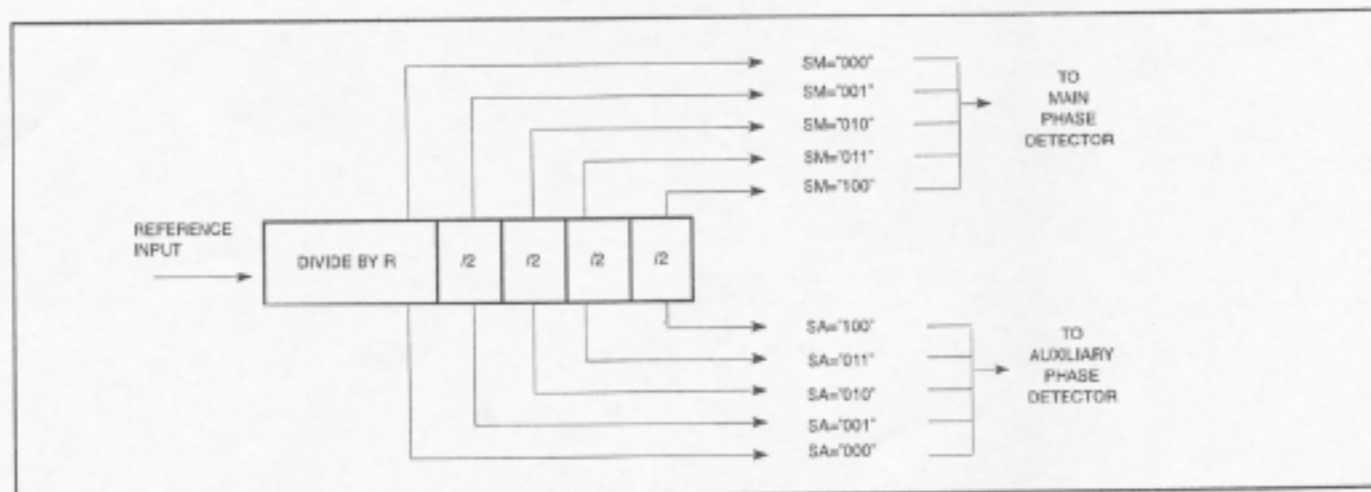 SM="000"
SM="001"
SM="010"
SM="011"
SM="100"
TO
MAIN
PHASE
DETECTOR
REFERENCE
INPUT
DIVIDE BY R
/2
/2
/2
/2
SA="100"
SA="011"
SA="010"
SA="001"
SA="000"
TO
AUXILIARY
PHASE
DETECTOR